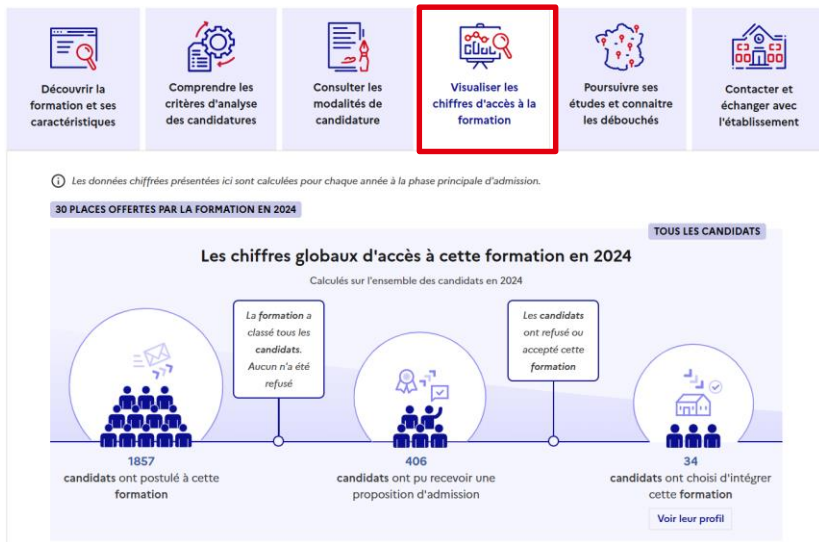 Découvrir la
formation et ses
caractéristiques
Comprendre les
critères d'analyse
des candidatures
Consulter les
modalités de
candidature
Visualiser les
chiffres d'accès à la
formation
Poursuivre ses
études et connaitre
les débouchés
Contacter et
échanger avec
l'établissement
Les données chiffrées présentées ici sont calculées pour chaque année à la phase principale d'admission.
30 PLACES OFFERTES PAR LA FORMATION EN 2024
TOUS LES CANDIDATS
Les chiffres globaux d'accès à cette formation en 2024
Calculés sur l'ensemble des candidats en 2024
La formation a
classé tous les
candidats.
Aucun n'a été
refusé
Les candidats
ont refusé ou
accepté cette
formation
1857
candidats ont postulé à cette
formation
406
candidats ont pu recevoir une
proposition d'admission
34
candidats ont choisi d'intégrer
cette formation
Voir leur profil